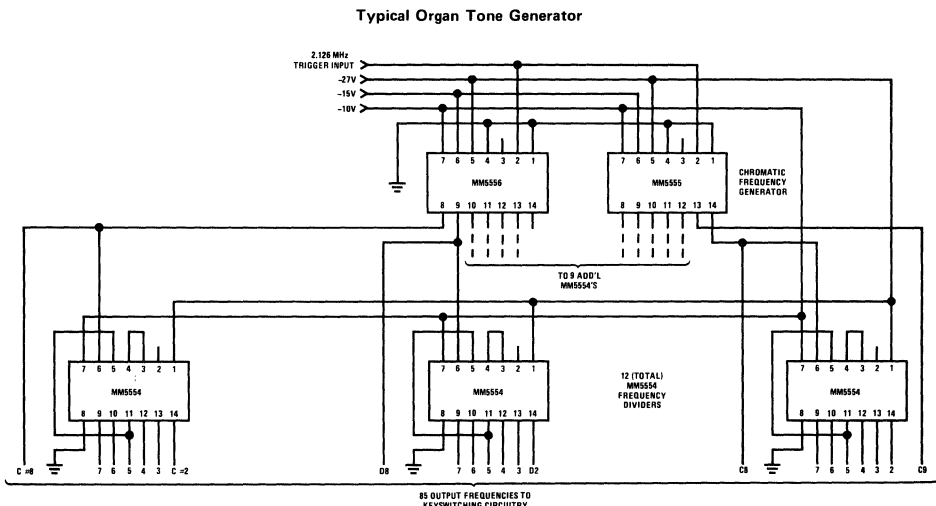 Typical Organ Tone Generator
2.126 MHz
TRIGGER INPUT
-27V
-15V
-10V
7 6 5 4 3 2 1
MM5556
8 9 10 11 12 13 14
7 6 5 4 3 2 1
MM5555
8 9 10 11 12 13 14
CHROMATIC
FREQUENCY
GENERATOR
TO 9 ADD'L
MM5554'S
7 6 5 4 3 2 1
MM5554
8 9 10 11 12 13 14
7 6 5 4 3 2 1
MM5554
8 9 10 11 12 13 14
12 (TOTAL)
MM5554
FREQUENCY
DIVIDERS
7 6 5 4 3 2 1
MM5554
8 9 10 11 12 13 14
C #8 7 6 5 4 3 C #2
D8 7 6 5 4 3 D2
C8 7 6 5 4 3 2 C9
85 OUTPUT FREQUENCIES TO
KEYSWITCHING CIRCUITRY